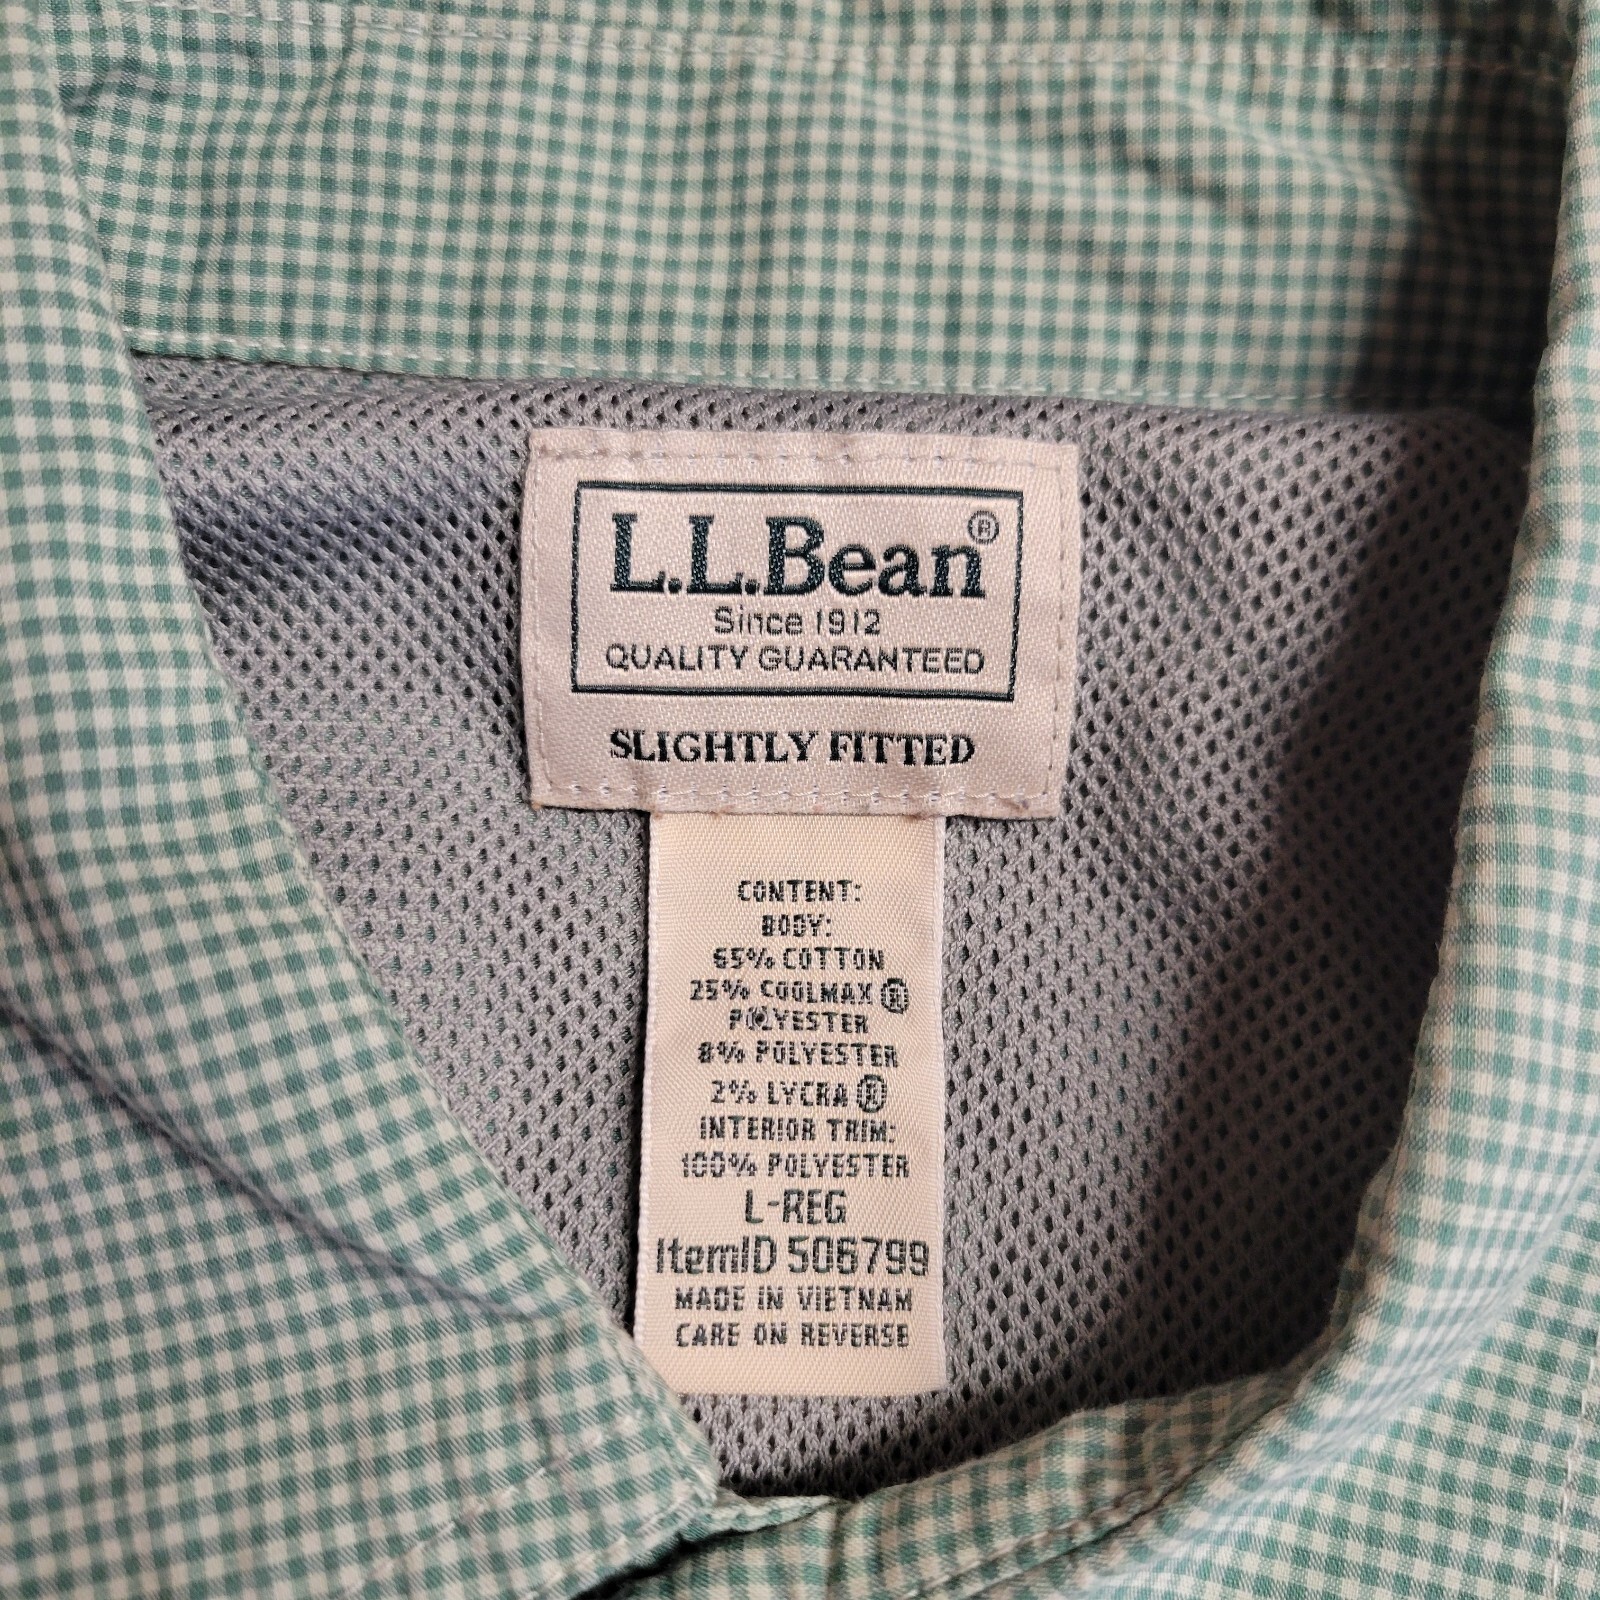 L.L.Bean®
Since 1912
QUALITY GUARANTEED
SLIGHTLY FITTED
CONTENT:
BODY:
65% COTTON
25% COOLMAX ®
POLYESTER
8% POLYESTER
2% LYCRA ®
INTERIOR TRIM:
100% POLYESTER
L-REG
ItemID 506799
MADE IN VIETNAM
CARE ON REVERSE